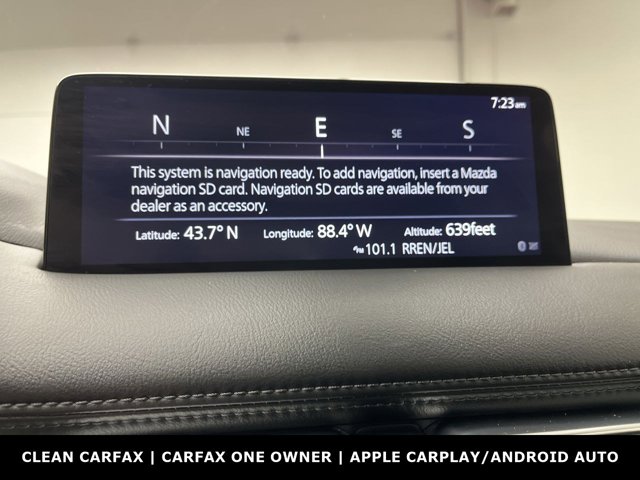 7:23am
N NE E SE S
This system is navigation ready. To add navigation, insert a Mazda
navigation SD card. Navigation SD cards are available from your
dealer as an accessory.
Latitude: 43.7° N Longitude: 88.4° W Altitude: 639feet
101.1 RREN/JEL
CLEAN CARFAX | CARFAX ONE OWNER | APPLE CARPLAY/ANDROID AUTO